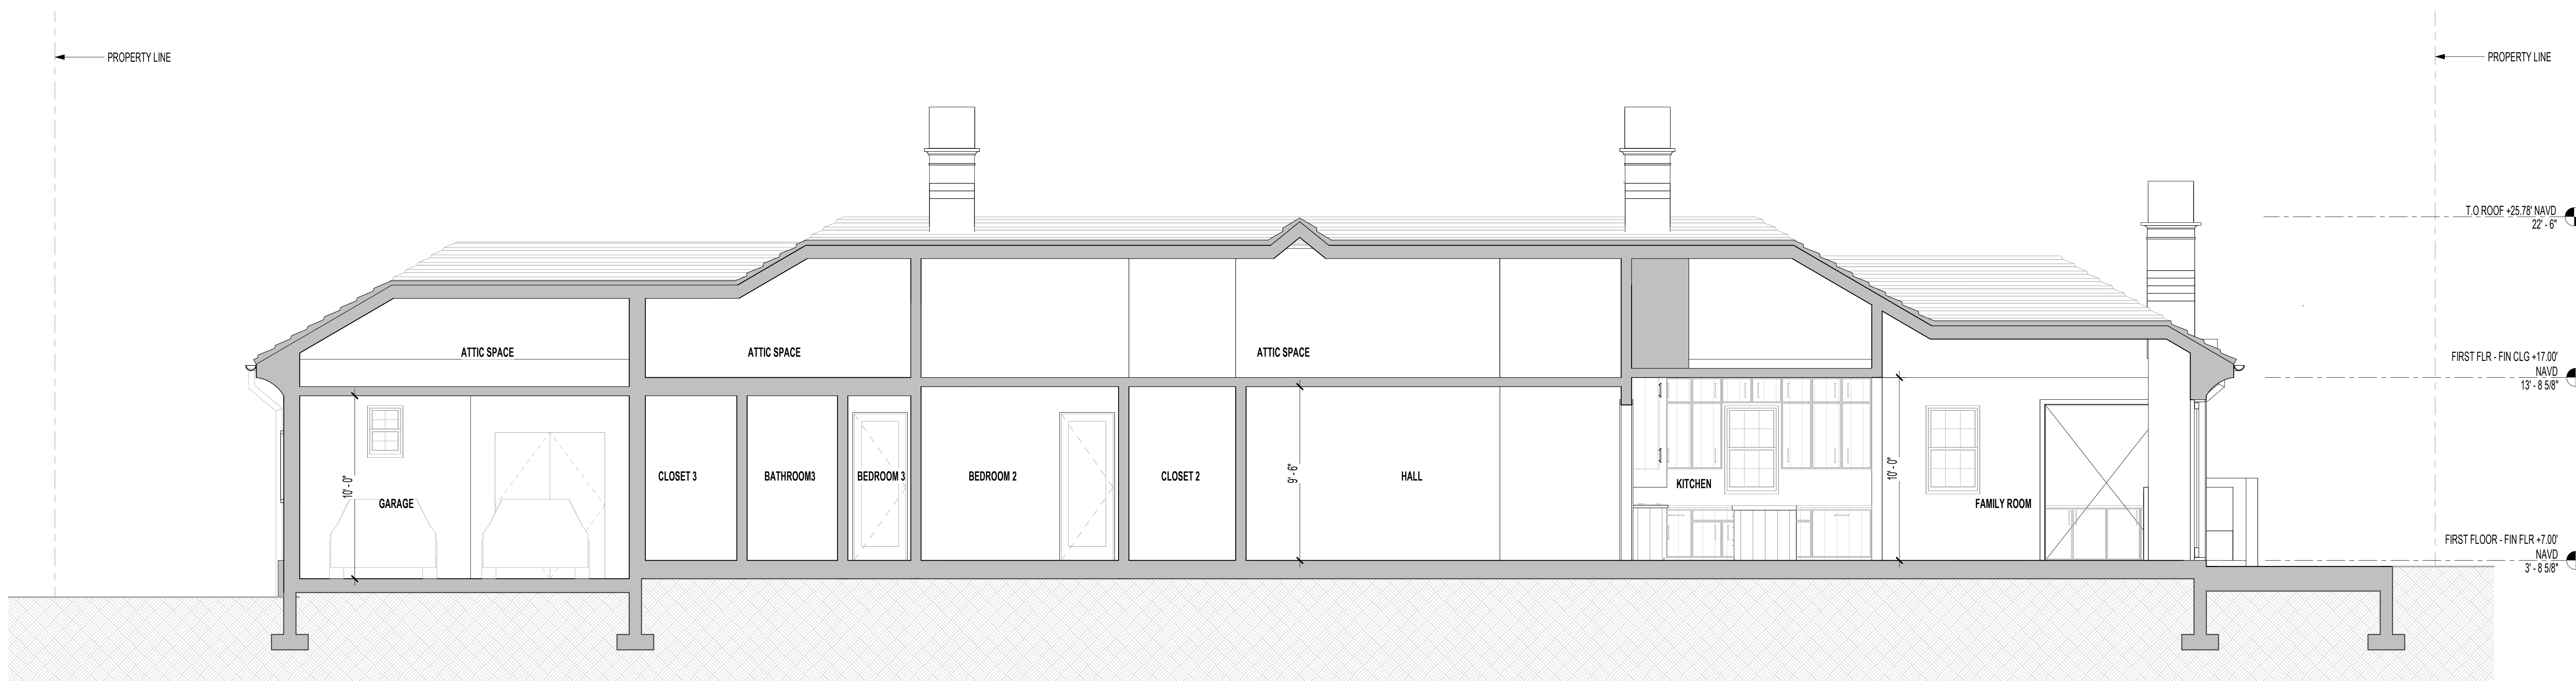 PROPERTY LINE
PROPERTY LINE
T.O ROOF +25.78' NAVD
22' - 6"
ATTIC SPACE
ATTIC SPACE
ATTIC SPACE
FIRST FLR - FIN CLG +17.00'
NAVD
13' - 8 5/8"
10' - 0"
GARAGE
CLOSET 3
BATHROOM3
BEDROOM 3
BEDROOM 2
CLOSET 2
9' - 6"
HALL
KITCHEN
10' - 0"
FAMILY ROOM
FIRST FLOOR - FIN FLR +7.00'
NAVD
3' - 8 5/8"